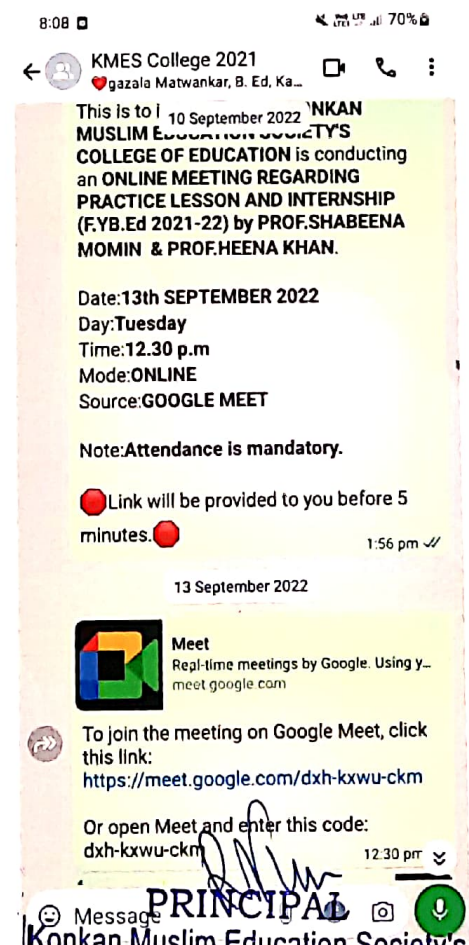 8:08
70%
KMES College 2021
gazala Matwankar, B. Ed, Ka...
10 September 2022
This is to i
NKAN
MUSLIM
COLLEGE OF EDUCATION is conducting
an ONLINE MEETING REGARDING
PRACTICE LESSON AND INTERNSHIP
(F.YB.Ed 2021-22) by PROF.SHABEENA
MOMIN & PROF.HEENA KHAN.
Date:13th SEPTEMBER 2022
Day:Tuesday
Time:12.30 p.m
Mode:ONLINE
Source:GOOGLE MEET
Note:Attendance is mandatory.
Link will be provided to you before 5
minutes.
1:56 pm
13 September 2022
Meet
Real-time meetings by Google. Using y...
meet.google.com
To join the meeting on Google Meet, click
this link:
https://meet.google.com/dxh-kxwu-ckm
Or open Meet and enter this code:
dxh-kxwu-ckm
12:30 pm
Message
PRINCIPAL
Konkan Muslim Education Society's